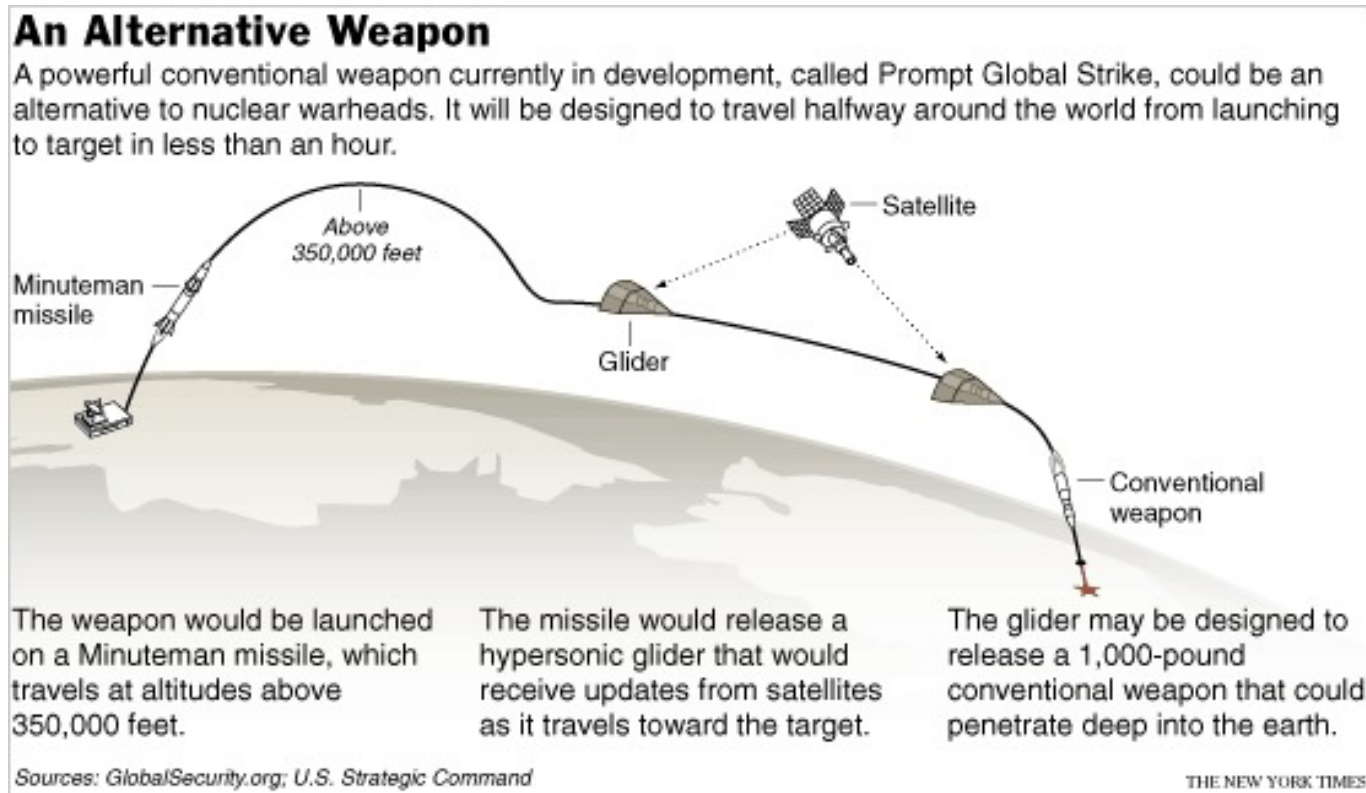 An Alternative Weapon
A powerful conventional weapon currently in development, called Prompt Global Strike, could be an
alternative to nuclear warheads. It will be designed to travel halfway around the world from launching
to target in less than an hour.
Above
350,000 feet
Satellite
Minuteman
missile
Glider
Conventional
weapon
The weapon would be launched
on a Minuteman missile, which
travels at altitudes above
350,000 feet.
The missile would release a
hypersonic glider that would
receive updates from satellites
as it travels toward the target.
The glider may be designed to
release a 1,000-pound
conventional weapon that could
penetrate deep into the earth.
Sources: GlobalSecurity.org; U.S. Strategic Command
THE NEW YORK TIMES